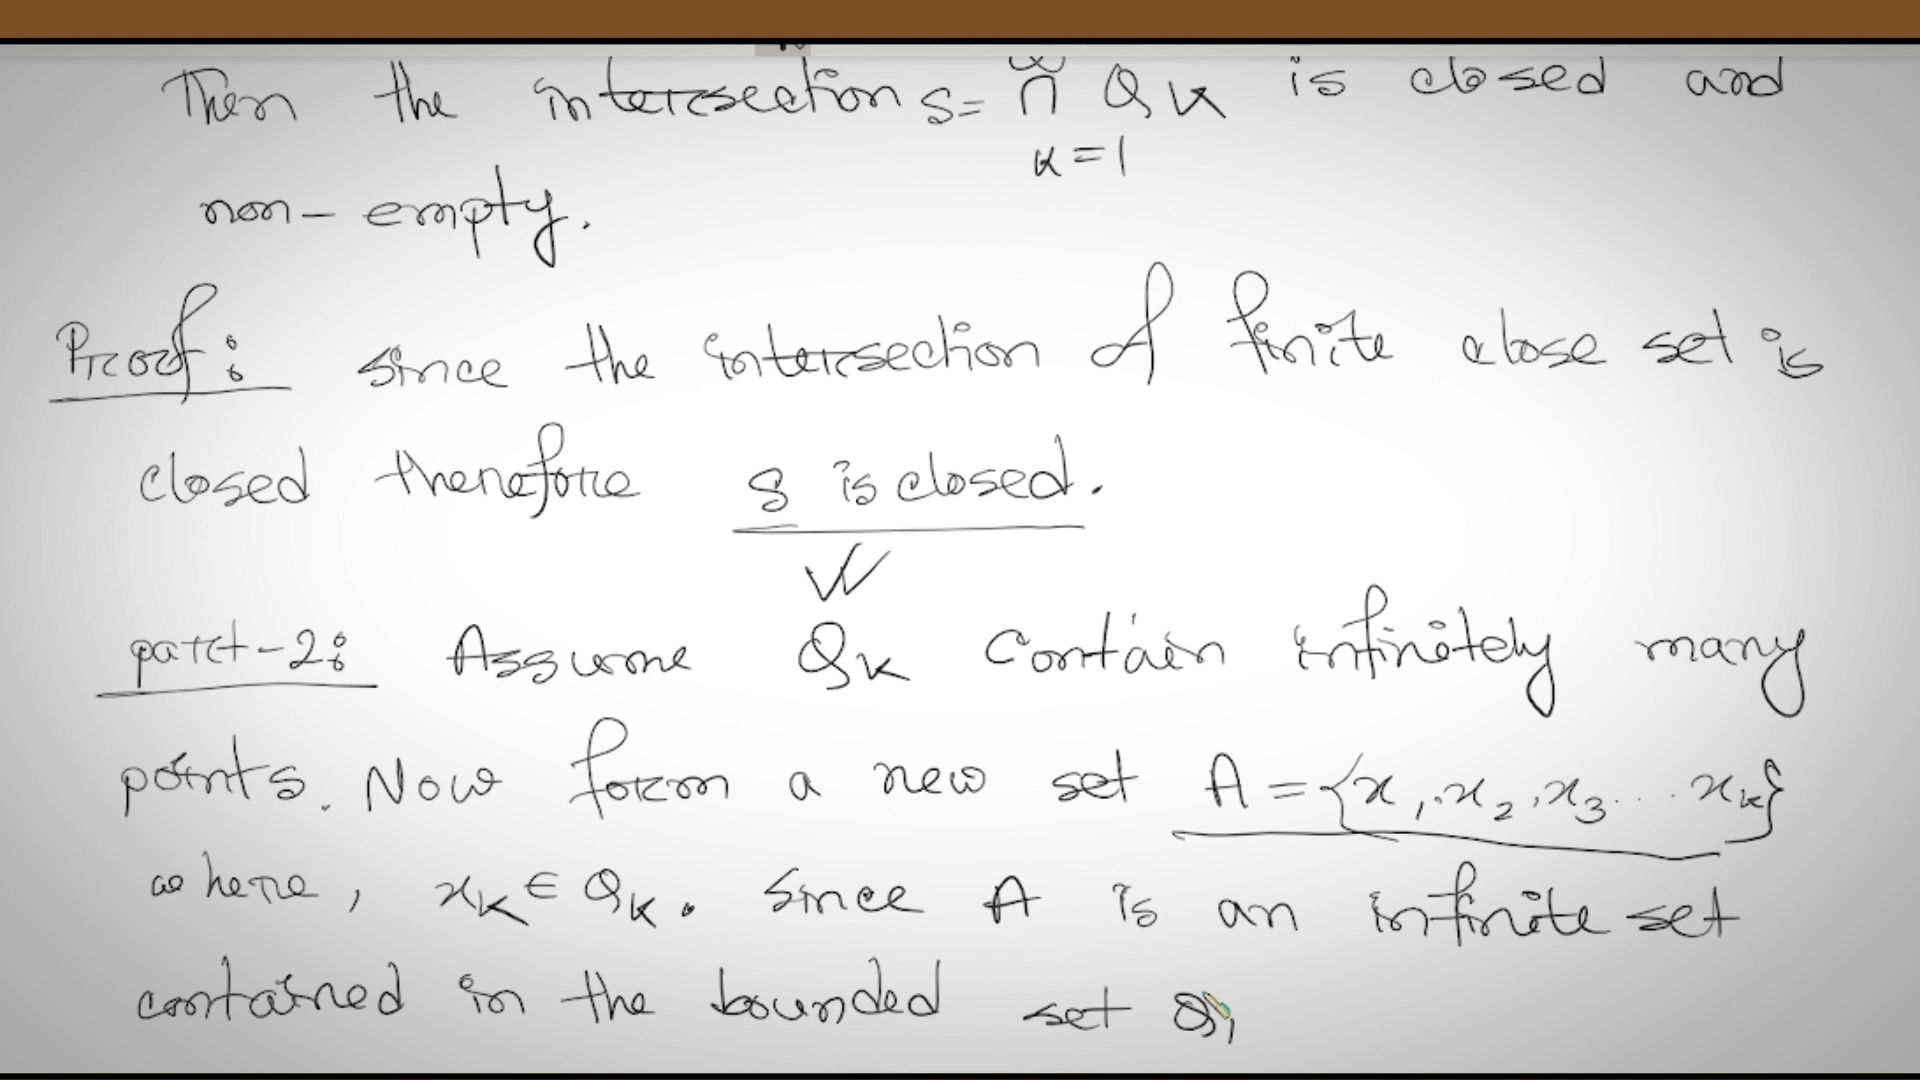 Then the intersection S= ∞∩ Qk is closed and
k=1
non-empty.
Proof: Since the intersection of finite close set is
closed therefore S is closed.
part-2: Assume Qk contain infinitely many
points. Now form a new set A={x1,x2,x3...xk}
where, xk∈Qk. Since A is an infinite set
contained in the bounded set Q1